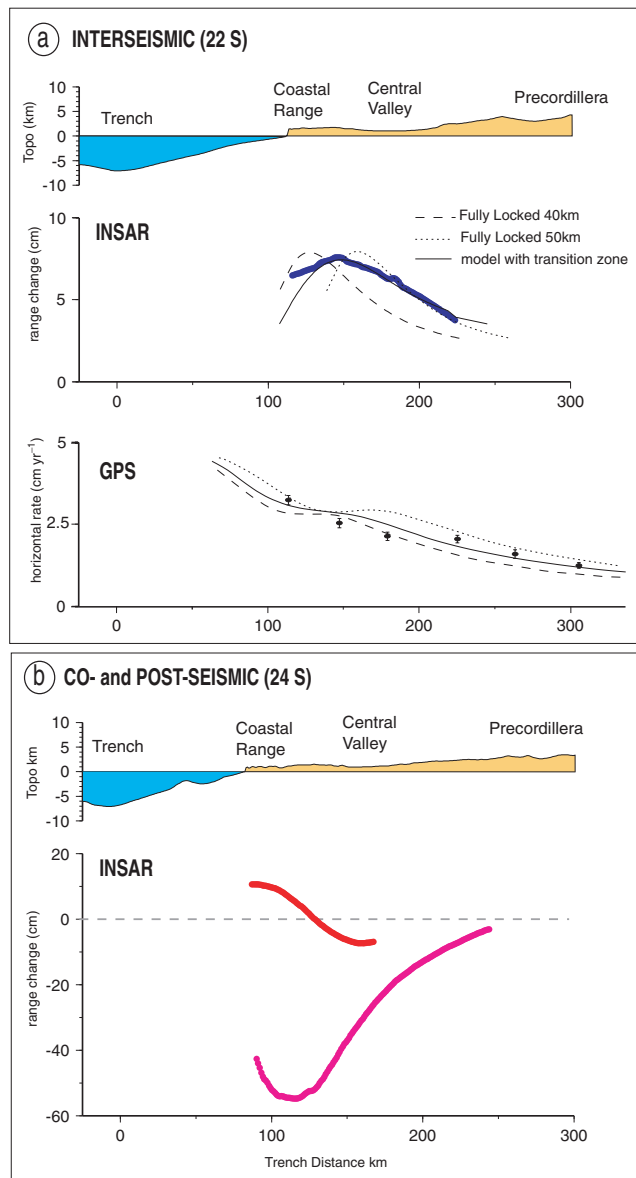 a INTERSEISMIC (22 S)
10
5
0
-5
-10
Topo (km)
Trench
Coastal
Range
Central
Valley
Precordillera
INSAR
10
5
0
range change (cm)
Fully Locked 40km
Fully Locked 50km
model with transition zone
0 100 200 300
GPS
5
2.5
0
horizontal rate (cm yr⁻¹)
0 100 200 300
b CO- and POST-SEISMIC (24 S)
10
5
0
-5
-10
Topo km
Trench
Coastal
Range
Central
Valley
Precordillera
INSAR
20
0
-20
-40
-60
range change (cm)
0 100 200 300
Trench Distance km